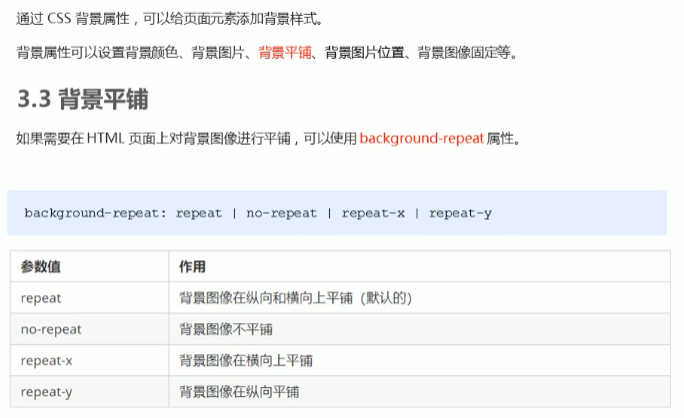 通过 CSS 背景属性，可以给页面元素添加背景样式。
背景属性可以设置背景颜色、背景图片、背景平铺、背景图片位置、背景图像固定等。
3.3 背景平铺
如果需要在 HTML 页面上对背景图像进行平铺，可以使用 background-repeat 属性。
background-repeat: repeat | no-repeat | repeat-x | repeat-y
参数值 作用
repeat 背景图像在纵向和横向上平铺（默认的）
no-repeat 背景图像不平铺
repeat-x 背景图像在横向上平铺
repeat-y 背景图像在纵向平铺